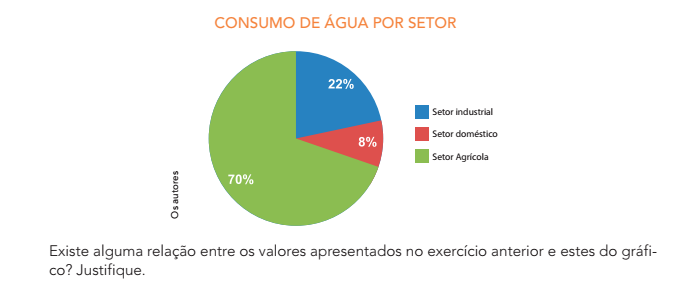 CONSUMO DE ÁGUA POR SETOR
22%
8%
70%
Setor industrial
Setor doméstico
Setor Agrícola
Os autores
Existe alguma relação entre os valores apresentados no exercício anterior e estes do gráfi-
co? Justifique.